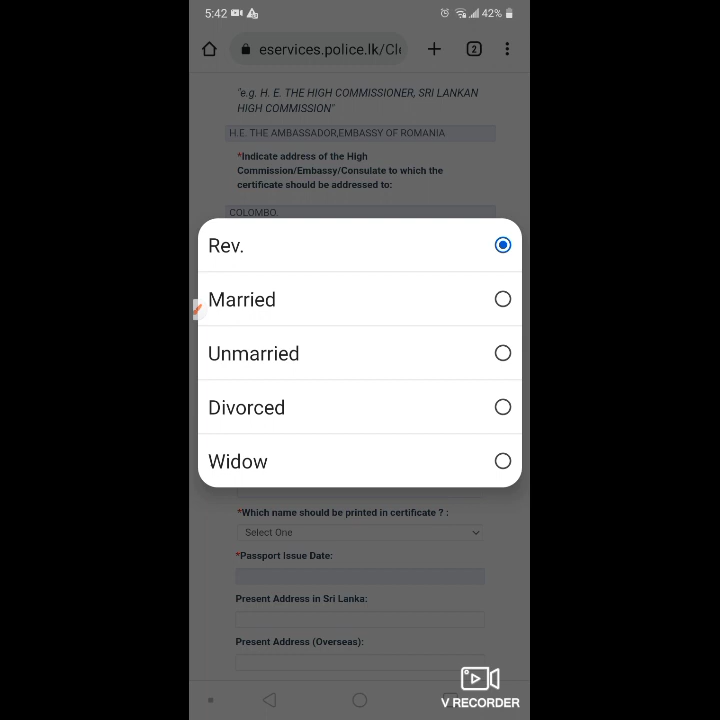 5:42
42%
eservices.police.lk/Cle
2
"e.g. H. E. THE HIGH COMMISSIONER, SRI LANKAN
HIGH COMMISSION"
H.E. THE AMBASSADOR,EMBASSY OF ROMANIA
*Indicate address of the High
Commission/Embassy/Consulate to which the
certificate should be addressed to:
COLOMBO.
Rev.
Married
Unmarried
Divorced
Widow
*Which name should be printed in certificate ? :
Select One
*Passport Issue Date:
Present Address in Sri Lanka:
Present Address (Overseas):
V RECORDER